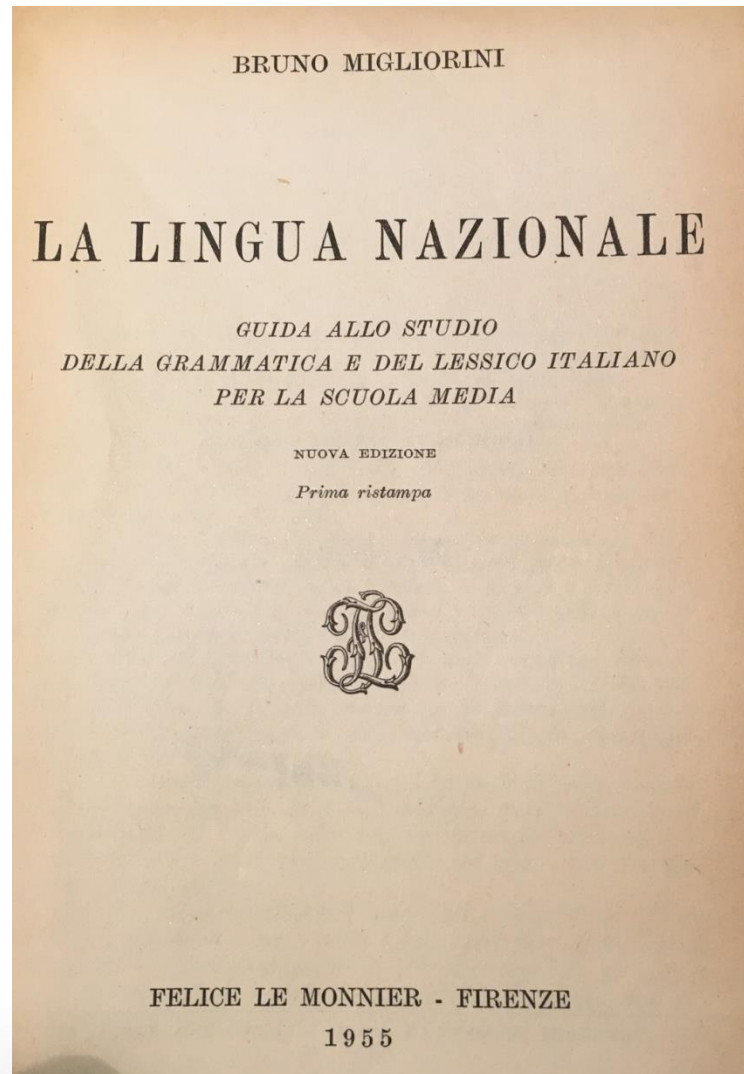 BRUNO MIGLIORINI
LA LINGUA NAZIONALE
GUIDA ALLO STUDIO
DELLA GRAMMATICA E DEL LESSICO ITALIANO
PER LA SCUOLA MEDIA
NUOVA EDIZIONE
Prima ristampa
FELICE LE MONNIER - FIRENZE
1955